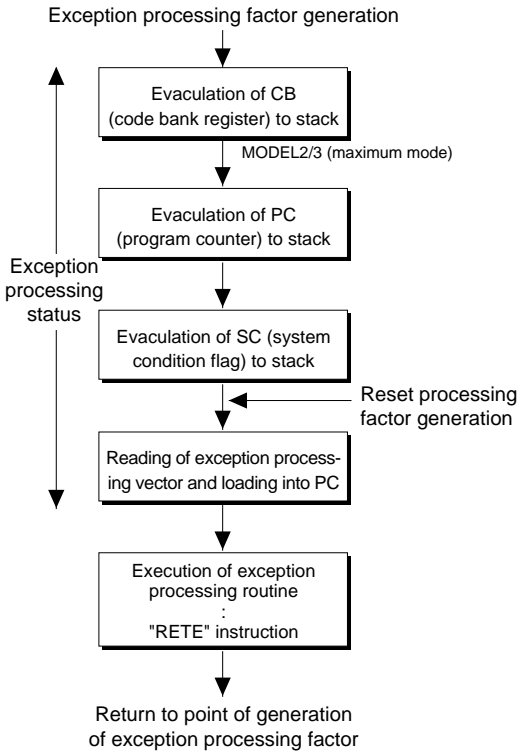 Exception processing factor generation
Evaculation of CB
(code bank register) to stack
MODEL2/3 (maximum mode)
Evaculation of PC
(program counter) to stack
Exception
processing
status
Evaculation of SC (system
condition flag) to stack
Reset processing
factor generation
Reading of exception process-
ing vector and loading into PC
Execution of exception
processing routine
:
"RETE" instruction
Return to point of generation
of exception processing factor